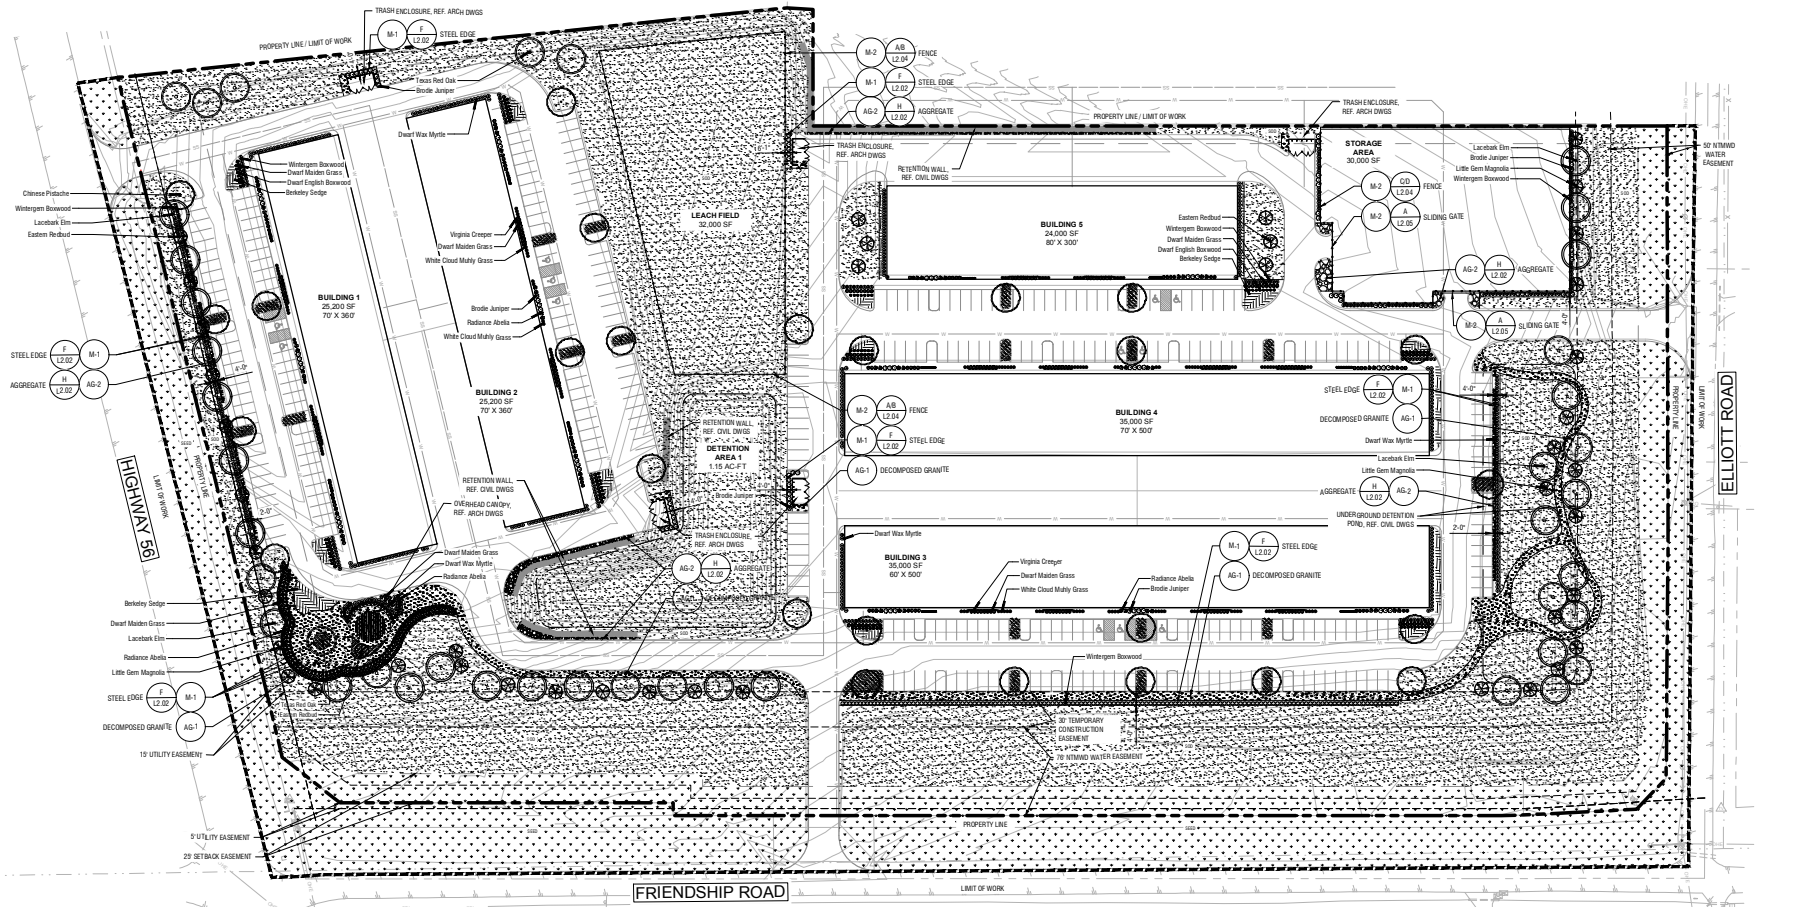 TRASH ENCLOSURE, REF. ARCH DWGS
M-1
F
L2.02
STEEL EDGE
PROPERTY LINE / LIMIT OF WORK
Texas Red Oak
Brodie Juniper
Dwarf Wax Myrtle
M-2
A/B
L2.04
FENCE
M-1
F
L2.02
STEEL EDGE
AG-2
H
L2.02
AGGREGATE
PROPERTY LINE / LIMIT OF WORK
TRASH ENCLOSURE,
REF. ARCH DWGS
6'-1"
TRASH ENCLOSURE,
REF. ARCH DWGS
RETENTION WALL,
REF. CIVIL DWGS
STORAGE
AREA
30,000 SF
M-2
C/D
L2.04
FENCE
M-2
A
L2.05
SLIDING GATE
Lacebark Elm
Brodie Juniper
Little Gem Magnolia
Wintergem Boxwood
50' NTMWD
WATER
EASEMENT
Wintergem Boxwood
Dwarf Maiden Grass
Dwarf English Boxwood
Berkeley Sedge
Chinese Pistache
Wintergem Boxwood
Lacebark Elm
Eastern Redbud
Virginia Creeper
Dwarf Maiden Grass
White Cloud Muhly Grass
LEACH FIELD
32,000 SF
BUILDING 5
24,000 SF
80' X 300'
Eastern Redbud
Wintergem Boxwood
Dwarf Maiden Grass
Dwarf English Boxwood
Berkeley Sedge
AG-2
H
L2.02
AGGREGATE
M-2
A
L2.05
SLIDING GATE
4'-0"
BUILDING 1
25,200 SF
70' X 360'
Brodie Juniper
Radiance Abelia
White Cloud Muhly Grass
STEEL EDGE
F
L2.02
M-1
AGGREGATE
H
L2.02
AG-2
4'-0"
BUILDING 2
25,200 SF
70' X 360'
M-2
A/B
L2.04
FENCE
M-1
F
L2.02
STEEL EDGE
AG-1
DECOMPOSED GRANITE
BUILDING 4
35,000 SF
70' X 500'
STEEL EDGE
F
L2.02
M-1
4'-0"
DECOMPOSED GRANITE
AG-1
Dwarf Wax Myrtle
Lacebark Elm
Little Gem Magnolia
AGGREGATE
H
L2.02
AG-2
UNDERGROUND DETENTION
POND, REF. CIVIL DWGS
2'-0"
PROPERTY LINE
LIMIT OF WORK
ELLIOTT ROAD
RETENTION WALL,
REF. CIVIL DWGS
DETENTION
AREA 1
1.15 AC-FT
Brodie Juniper
4'-0"
RETENTION WALL,
REF. CIVIL DWGS
OVERHEAD CANOPY,
REF. ARCH DWGS
TRASH ENCLOSURE,
REF. ARCH DWGS
HIGHWAY 56
LIMIT OF WORK
PROPERTY LINE
2'-0"
Dwarf Maiden Grass
Dwarf Wax Myrtle
Radiance Abelia
AG-2
H
L2.02
AGGREGATE
Dwarf Wax Myrtle
BUILDING 3
35,000 SF
60' X 500'
Virginia Creeper
Dwarf Maiden Grass
White Cloud Muhly Grass
Radiance Abelia
Brodie Juniper
M-1
F
L2.02
STEEL EDGE
AG-1
DECOMPOSED GRANITE
Berkeley Sedge
Dwarf Maiden Grass
Lacebark Elm
Radiance Abelia
Little Gem Magnolia
STEEL EDGE
F
L2.02
M-1
DECOMPOSED GRANITE
AG-1
Texas Red Oak
Eastern Redbud
15' UTILITY EASEMENT
Wintergem Boxwood
30' TEMPORARY
CONSTRUCTION
EASEMENT
70' NTMWD WATER EASEMENT
5' UTILITY EASEMENT
25' SETBACK EASEMENT
PROPERTY LINE
SEED
SEED
FRIENDSHIP ROAD
LIMIT OF WORK